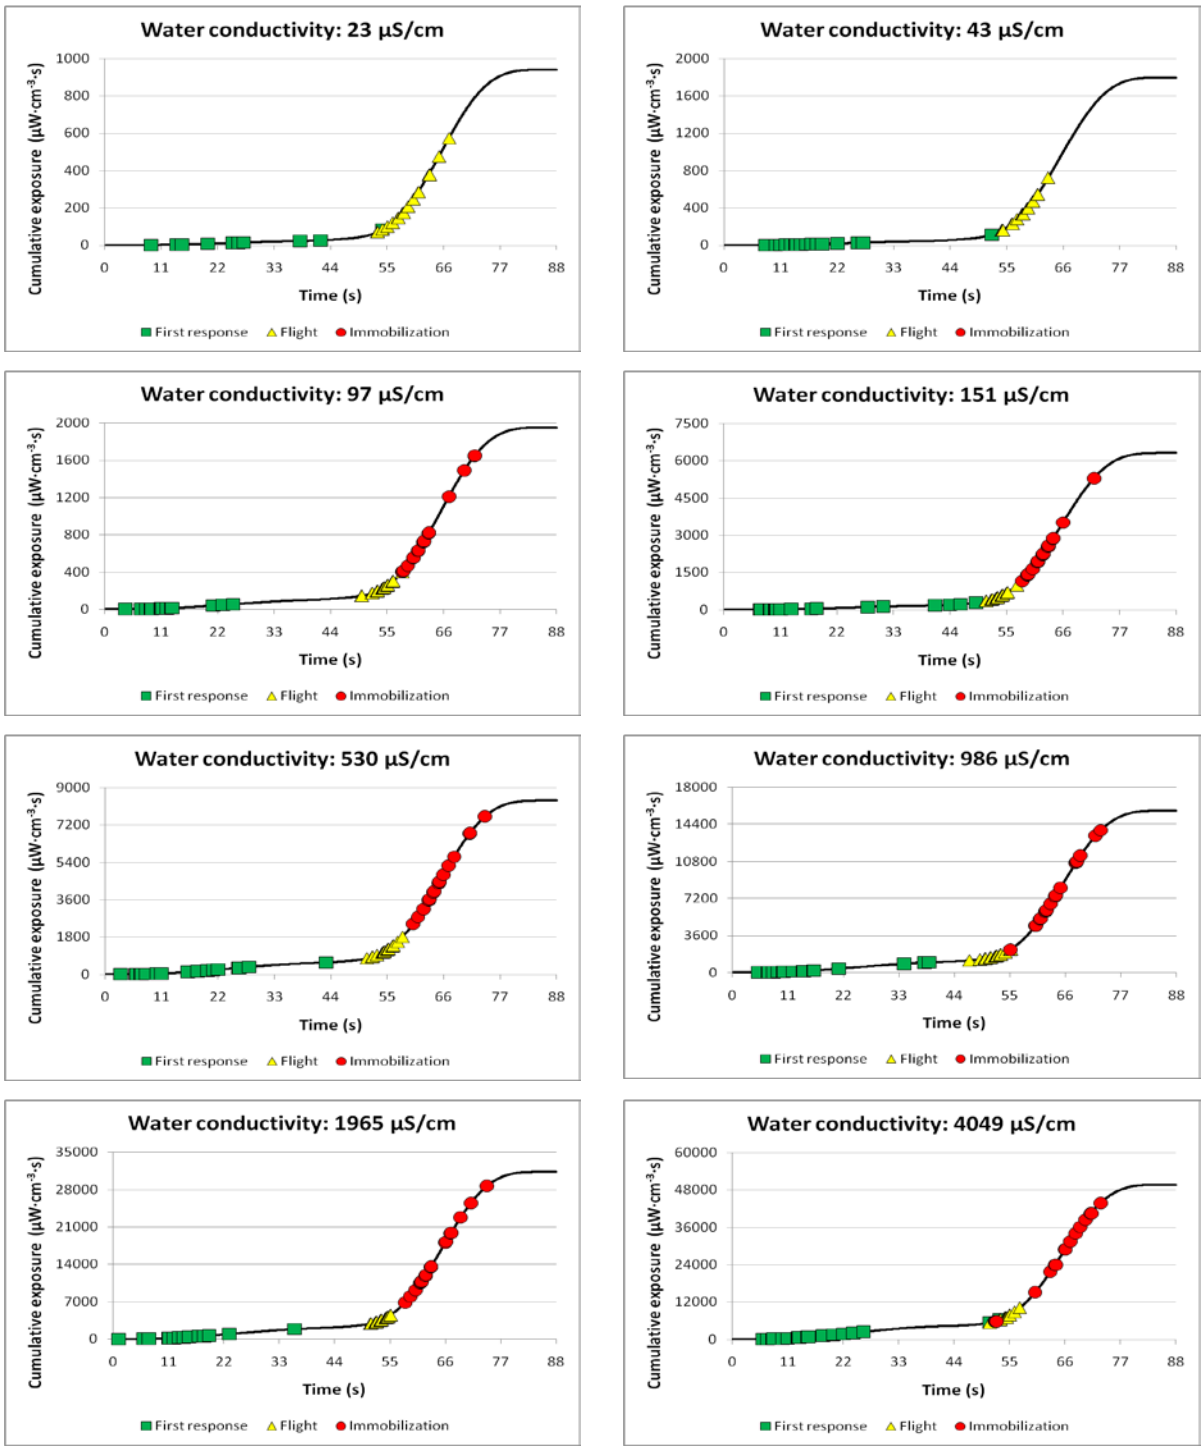 Water conductivity: 23 µS/cm
Cumulative exposure (µW·cm⁻³·s)
1000
800
600
400
200
0
0 11 22 33 44 55 66 77 88
Time (s)
First response Flight Immobilization
Water conductivity: 43 µS/cm
Cumulative exposure (µW·cm⁻³·s)
2000
1600
1200
800
400
0
0 11 22 33 44 55 66 77 88
Time (s)
First response Flight Immobilization
Water conductivity: 97 µS/cm
Cumulative exposure (µW·cm⁻³·s)
2000
1600
1200
800
400
0
0 11 22 33 44 55 66 77 88
Time (s)
First response Flight Immobilization
Water conductivity: 151 µS/cm
Cumulative exposure (µW·cm⁻³·s)
7500
6000
4500
3000
1500
0
0 11 22 33 44 55 66 77 88
Time (s)
First response Flight Immobilization
Water conductivity: 530 µS/cm
Cumulative exposure (µW·cm⁻³·s)
9000
7200
5400
3600
1800
0
0 11 22 33 44 55 66 77 88
Time (s)
First response Flight Immobilization
Water conductivity: 986 µS/cm
Cumulative exposure (µW·cm⁻³·s)
18000
14400
10800
7200
3600
0
0 11 22 33 44 55 66 77 88
Time (s)
First response Flight Immobilization
Water conductivity: 1965 µS/cm
Cumulative exposure (µW·cm⁻³·s)
35000
28000
21000
14000
7000
0
0 11 22 33 44 55 66 77 88
Time (s)
First response Flight Immobilization
Water conductivity: 4049 µS/cm
Cumulative exposure (µW·cm⁻³·s)
60000
48000
36000
24000
12000
0
0 11 22 33 44 55 66 77 88
Time (s)
First response Flight Immobilization